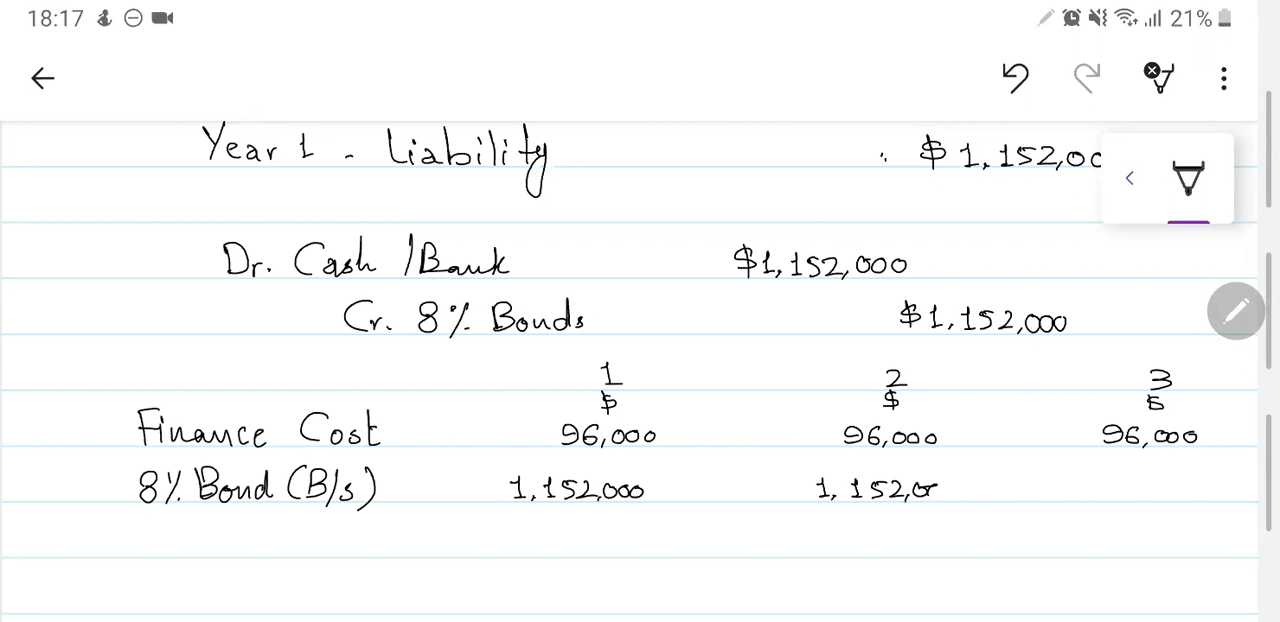 18:17 21%
Year 1 - Liability $ 1,152,00
Dr. Cash /Bank $1,152,000
Cr. 8% Bonds $1,152,000
1 2 3
$ $ $
Finance Cost 96,000 96,000 96,000
8% Bond (B/s) 1,152,000 1,152,0